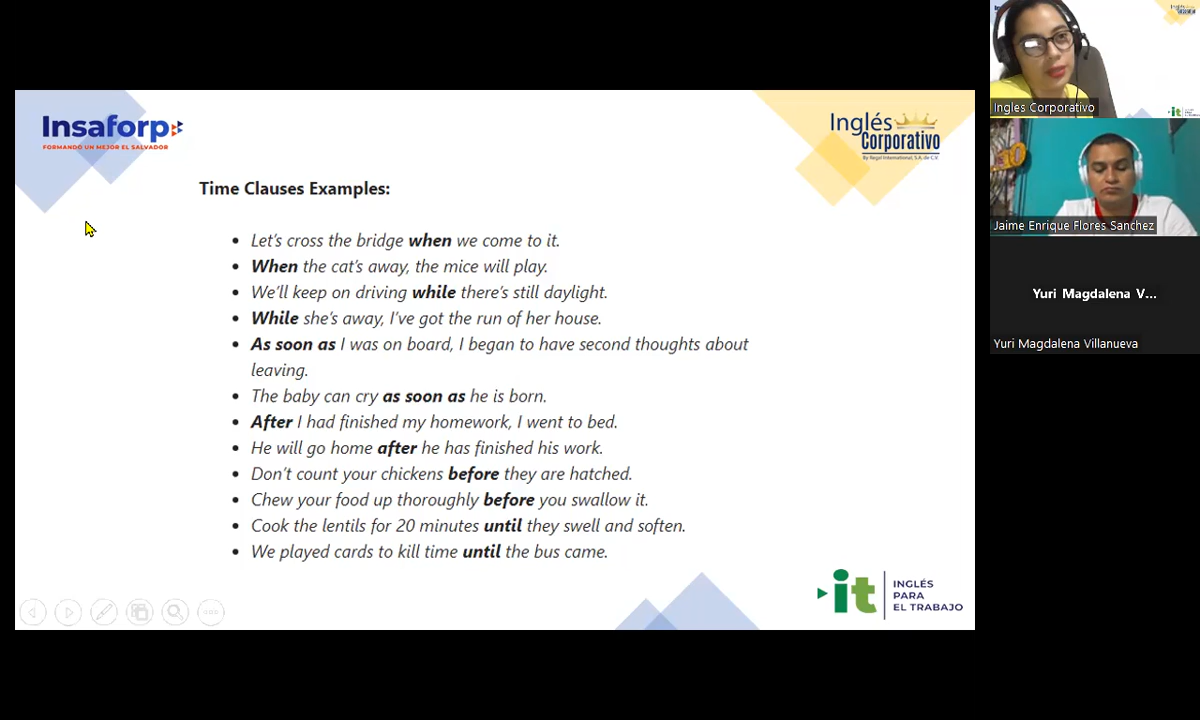 Insaforp
FORMANDO UN MEJOR EL SALVADOR
Inglés
Corporativo
By Regal International, S.A. de C.V.
Time Clauses Examples:
• Let's cross the bridge when we come to it.
• When the cat's away, the mice will play.
• We'll keep on driving while there's still daylight.
• While she's away, I've got the run of her house.
• As soon as I was on board, I began to have second thoughts about
leaving.
• The baby can cry as soon as he is born.
• After I had finished my homework, I went to bed.
• He will go home after he has finished his work.
• Don't count your chickens before they are hatched.
• Chew your food up thoroughly before you swallow it.
• Cook the lentils for 20 minutes until they swell and soften.
• We played cards to kill time until the bus came.
it
INGLÉS
PARA
EL TRABAJO
Ingles Corporativo
Jaime Enrique Flores Sanchez
Yuri Magdalena V...
Yuri Magdalena Villanueva